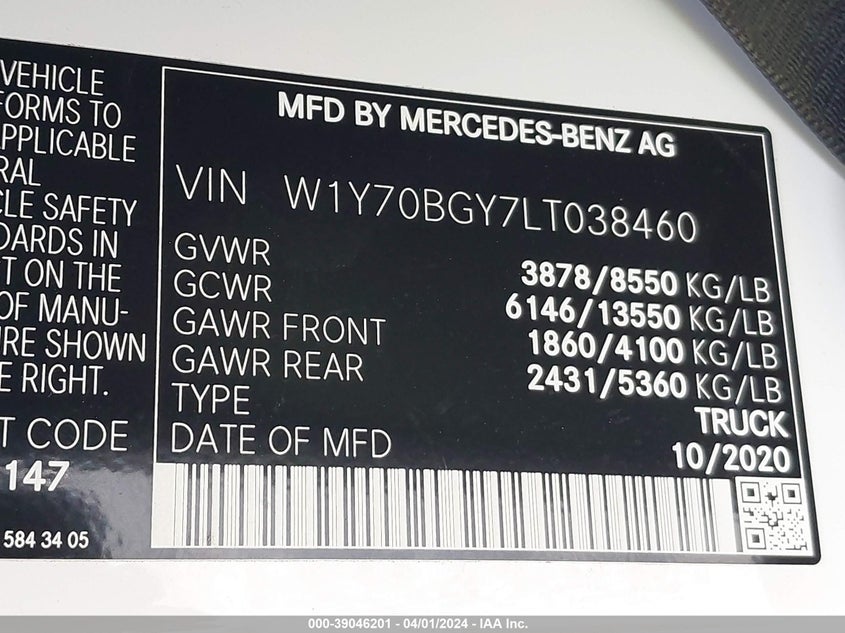 VEHICLE
FORMS TO
APPLICABLE
RAL
CLE SAFETY
DARDS IN
T ON THE
OF MANU-
RE SHOWN
E RIGHT.
T CODE
147
584 34 05
MFD BY MERCEDES-BENZ AG
VIN W1Y70BGY7LT038460
GVWR 3878/8550 KG/LB
GCWR 6146/13550 KG/LB
GAWR FRONT 1860/4100 KG/LB
GAWR REAR 2431/5360 KG/LB
TYPE TRUCK
DATE OF MFD 10/2020
000-39046201 - 04/01/2024 - IAA Inc.